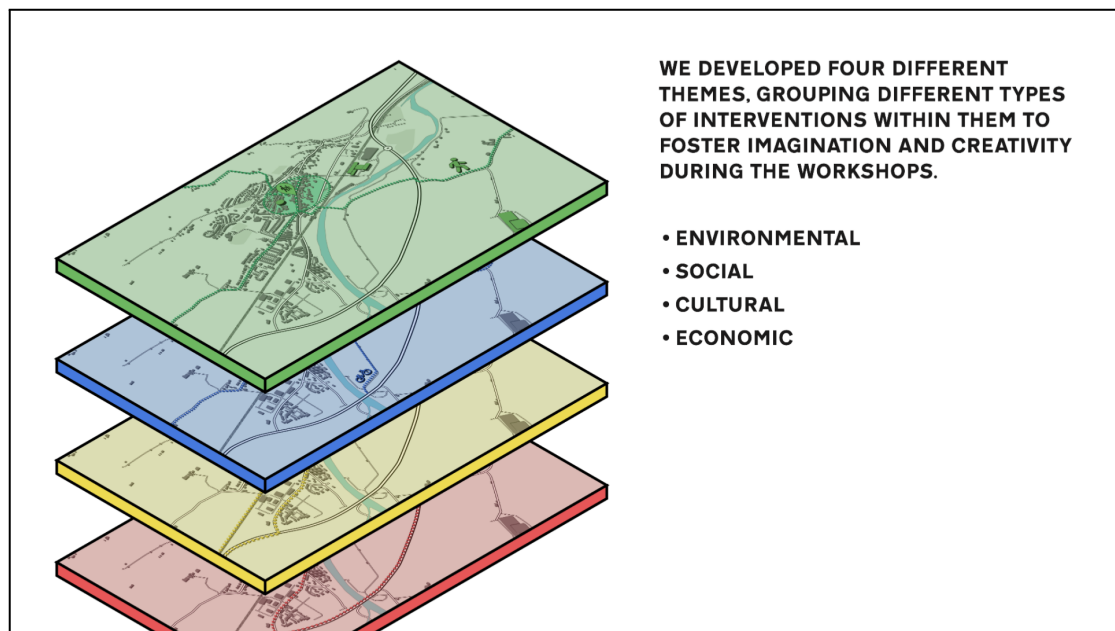 WE DEVELOPED FOUR DIFFERENT
THEMES, GROUPING DIFFERENT TYPES
OF INTERVENTIONS WITHIN THEM TO
FOSTER IMAGINATION AND CREATIVITY
DURING THE WORKSHOPS.
• ENVIRONMENTAL
• SOCIAL
• CULTURAL
• ECONOMIC